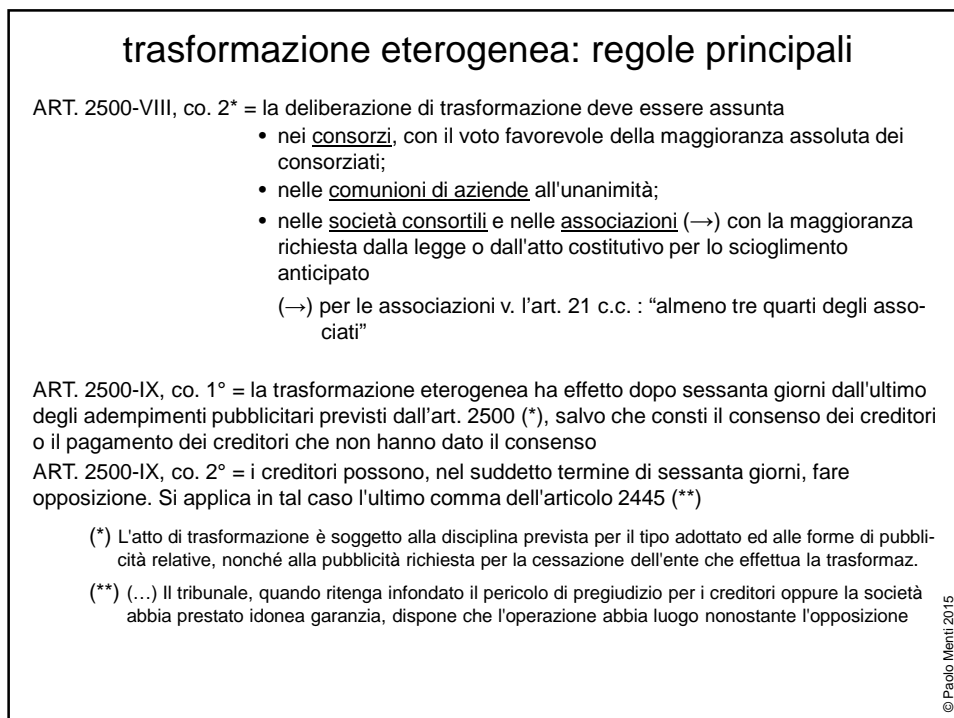 trasformazione eterogenea: regole principali
ART. 2500-VIII, co. 2* = la deliberazione di trasformazione deve essere assunta
• nei consorzi, con il voto favorevole della maggioranza assoluta dei
consorziati;
• nelle comunioni di aziende all'unanimità;
• nelle società consortili e nelle associazioni (→) con la maggioranza
richiesta dalla legge o dall'atto costitutivo per lo scioglimento
anticipato
(→) per le associazioni v. l'art. 21 c.c. : “almeno tre quarti degli asso-
ciati”
ART. 2500-IX, co. 1° = la trasformazione eterogenea ha effetto dopo sessanta giorni dall'ultimo
degli adempimenti pubblicitari previsti dall'art. 2500 (*), salvo che consti il consenso dei creditori
o il pagamento dei creditori che non hanno dato il consenso
ART. 2500-IX, co. 2° = i creditori possono, nel suddetto termine di sessanta giorni, fare
opposizione. Si applica in tal caso l'ultimo comma dell'articolo 2445 (**)
(*) L'atto di trasformazione è soggetto alla disciplina prevista per il tipo adottato ed alle forme di pubbli-
cità relative, nonché alla pubblicità richiesta per la cessazione dell'ente che effettua la trasformaz.
(**) (…) Il tribunale, quando ritenga infondato il pericolo di pregiudizio per i creditori oppure la società
abbia prestato idonea garanzia, dispone che l'operazione abbia luogo nonostante l'opposizione
© Paolo Menti 2015